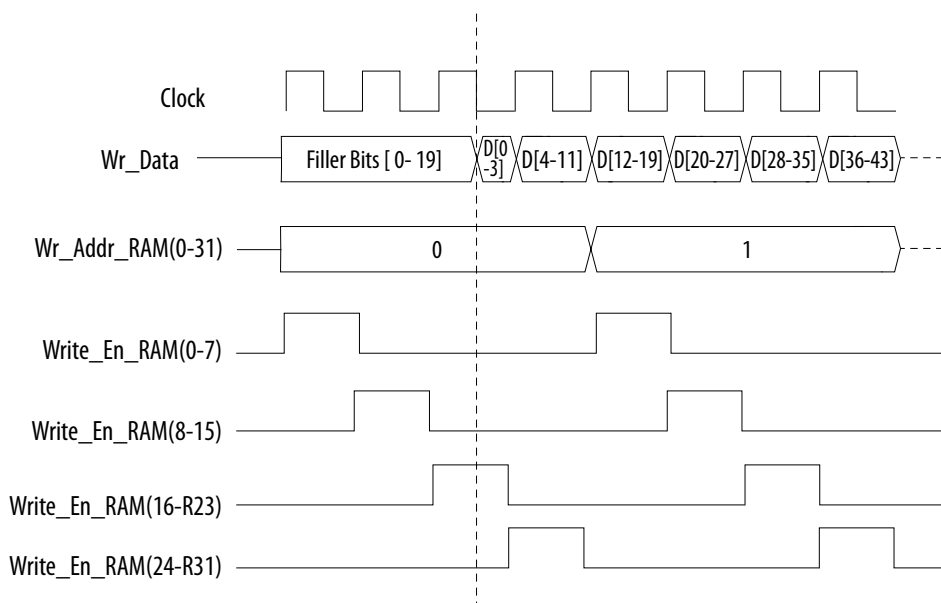 Clock
Wr_Data
Filler Bits [ 0- 19]
D[0
-3]
D[4-11]
D[12-19]
D[20-27]
D[28-35]
D[36-43]
Wr_Addr_RAM(0-31)
0
1
Write_En_RAM(0-7)
Write_En_RAM(8-15)
Write_En_RAM(16-R23)
Write_En_RAM(24-R31)